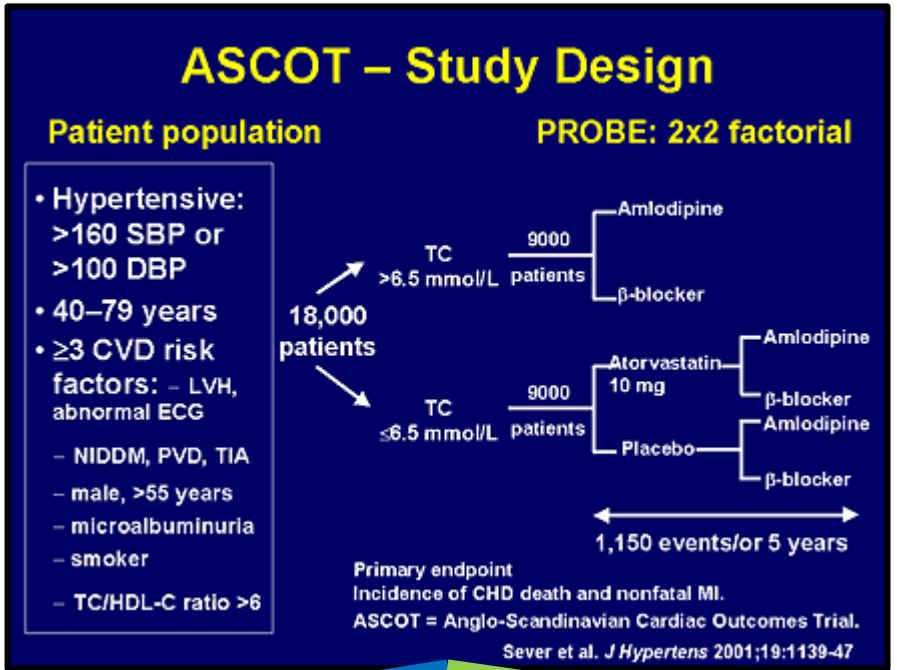 ASCOT – Study Design
Patient population
PROBE: 2x2 factorial
• Hypertensive:
>160 SBP or
>100 DBP
• 40–79 years
• ≥3 CVD risk
factors: – LVH,
abnormal ECG
– NIDDM, PVD, TIA
– male, >55 years
– microalbuminuria
– smoker
– TC/HDL-C ratio >6
18,000
patients
TC
>6.5 mmol/L
9000
patients
Amlodipine
β-blocker
TC
≤6.5 mmol/L
9000
patients
Atorvastatin
10 mg
Amlodipine
β-blocker
Placebo
Amlodipine
β-blocker
1,150 events/or 5 years
Primary endpoint
Incidence of CHD death and nonfatal MI.
ASCOT = Anglo-Scandinavian Cardiac Outcomes Trial.
Sever et al. J Hypertens 2001;19:1139-47